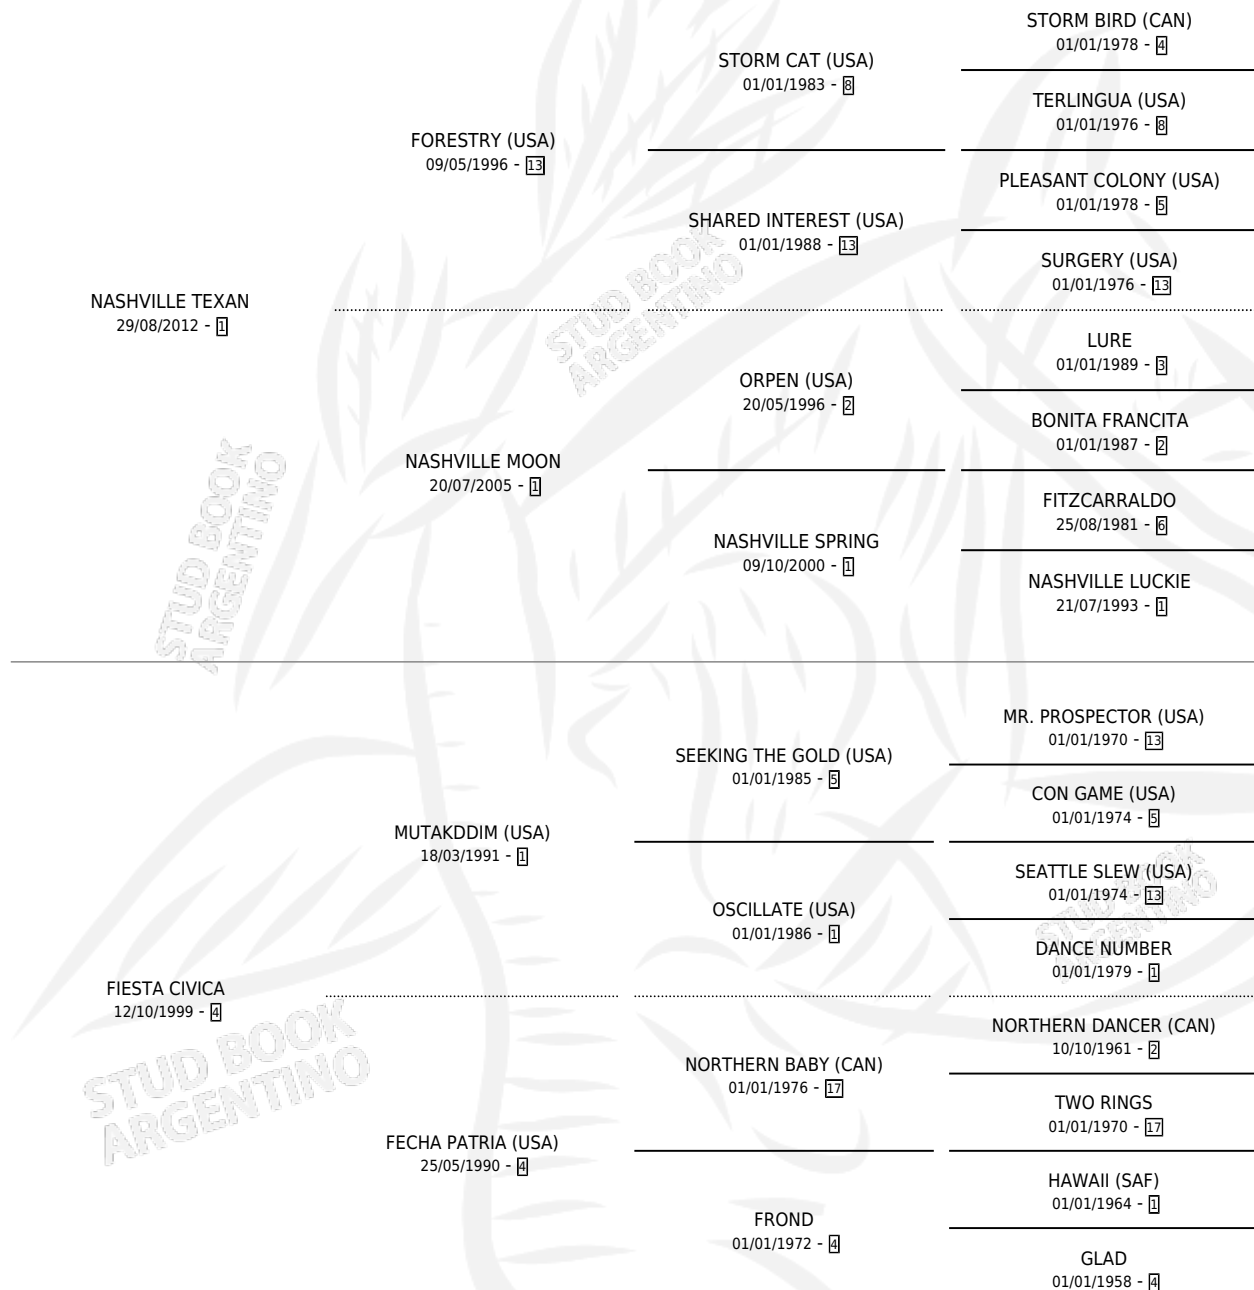 STORM BIRD (CAN)
01/01/1978 - 4
STORM CAT (USA)
01/01/1983 - 8
TERLINGUA (USA)
01/01/1976 - 8
FORESTRY (USA)
09/05/1996 - 13
PLEASANT COLONY (USA)
01/01/1978 - 5
SHARED INTEREST (USA)
01/01/1988 - 13
SURGERY (USA)
01/01/1976 - 13
NASHVILLE TEXAN
29/08/2012 - 1
LURE
01/01/1989 - 3
ORPEN (USA)
20/05/1996 - 2
BONITA FRANCITA
01/01/1987 - 2
NASHVILLE MOON
20/07/2005 - 1
FITZCARRALDO
25/08/1981 - 6
NASHVILLE SPRING
09/10/2000 - 1
NASHVILLE LUCKIE
21/07/1993 - 1
STUD BOOK
ARGENTINO
STUD BOOK
ARGENTINO
MR. PROSPECTOR (USA)
01/01/1970 - 13
SEEKING THE GOLD (USA)
01/01/1985 - 5
CON GAME (USA)
01/01/1974 - 5
MUTAKDDIM (USA)
18/03/1991 - 1
SEATTLE SLEW (USA)
01/01/1974 - 13
OSCILLATE (USA)
01/01/1986 - 1
DANCE NUMBER
01/01/1979 - 1
FIESTA CIVICA
12/10/1999 - 4
NORTHERN DANCER (CAN)
10/10/1961 - 2
NORTHERN BABY (CAN)
01/01/1976 - 17
TWO RINGS
01/01/1970 - 17
FECHA PATRIA (USA)
25/05/1990 - 4
HAWAII (SAF)
01/01/1964 - 1
FROND
01/01/1972 - 4
GLAD
01/01/1958 - 4
STUD BOOK
ARGENTINO
STUD BOOK
ARGENTINO